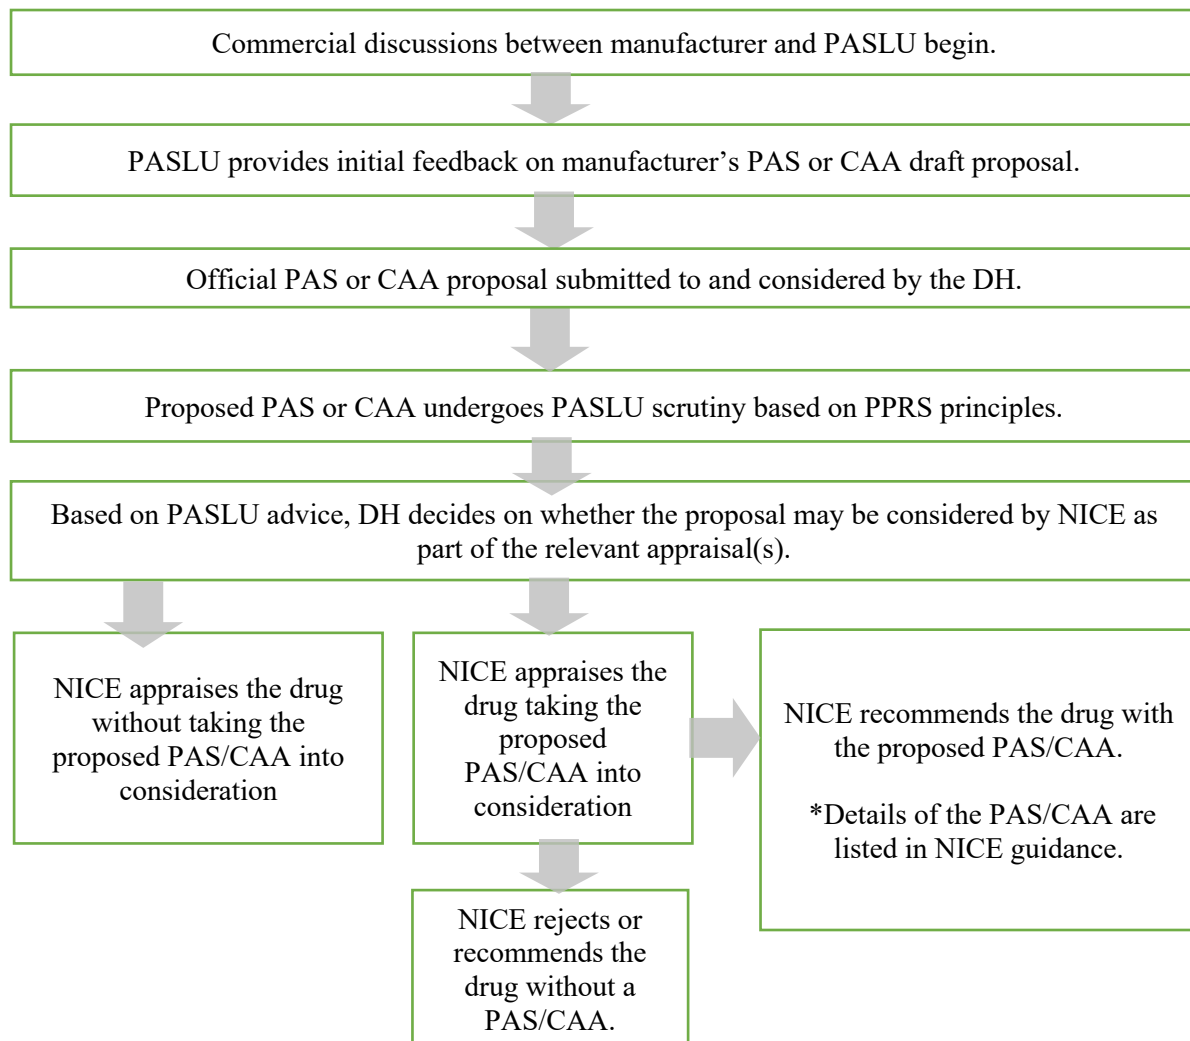 Commercial discussions between manufacturer and PASLU begin.
PASLU provides initial feedback on manufacturer’s PAS or CAA draft proposal.
Official PAS or CAA proposal submitted to and considered by the DH.
Proposed PAS or CAA undergoes PASLU scrutiny based on PPRS principles.
Based on PASLU advice, DH decides on whether the proposal may be considered by NICE as
part of the relevant appraisal(s).
NICE appraises the drug
without taking the
proposed PAS/CAA into
consideration
NICE appraises the
drug taking the
proposed
PAS/CAA into
consideration
NICE recommends the drug with
the proposed PAS/CAA.
*Details of the PAS/CAA are
listed in NICE guidance.
NICE rejects or
recommends the
drug without a
PAS/CAA.